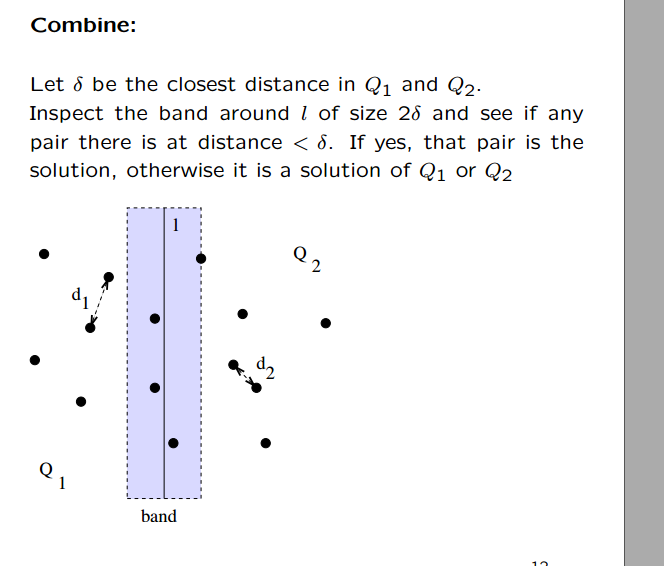 Combine:
Let δ be the closest distance in Q₁ and Q₂.
Inspect the band around l of size 2δ and see if any
pair there is at distance < δ. If yes, that pair is the
solution, otherwise it is a solution of Q₁ or Q₂
l
Q₂
d₁
d₂
Q₁
band